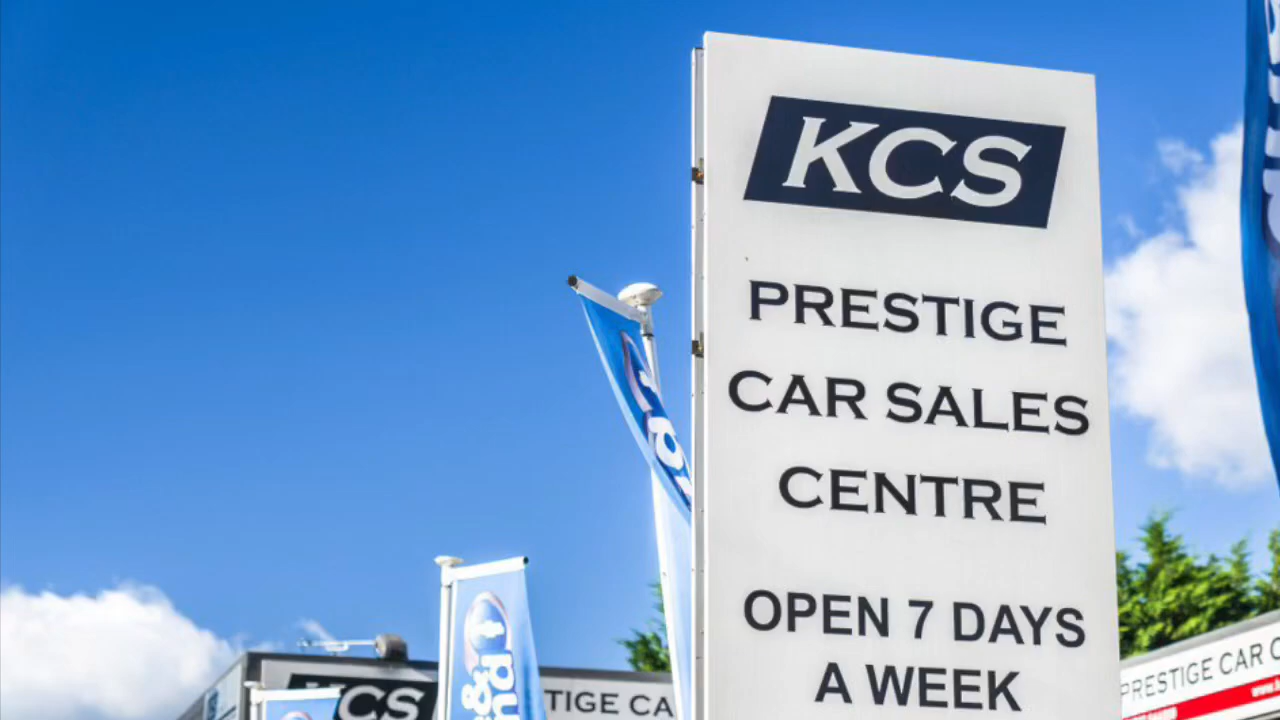 KCS
PRESTIGE
CAR SALES
CENTRE
OPEN 7 DAYS
A WEEK
KCS
TIGE CA
PRESTIGE CAR C